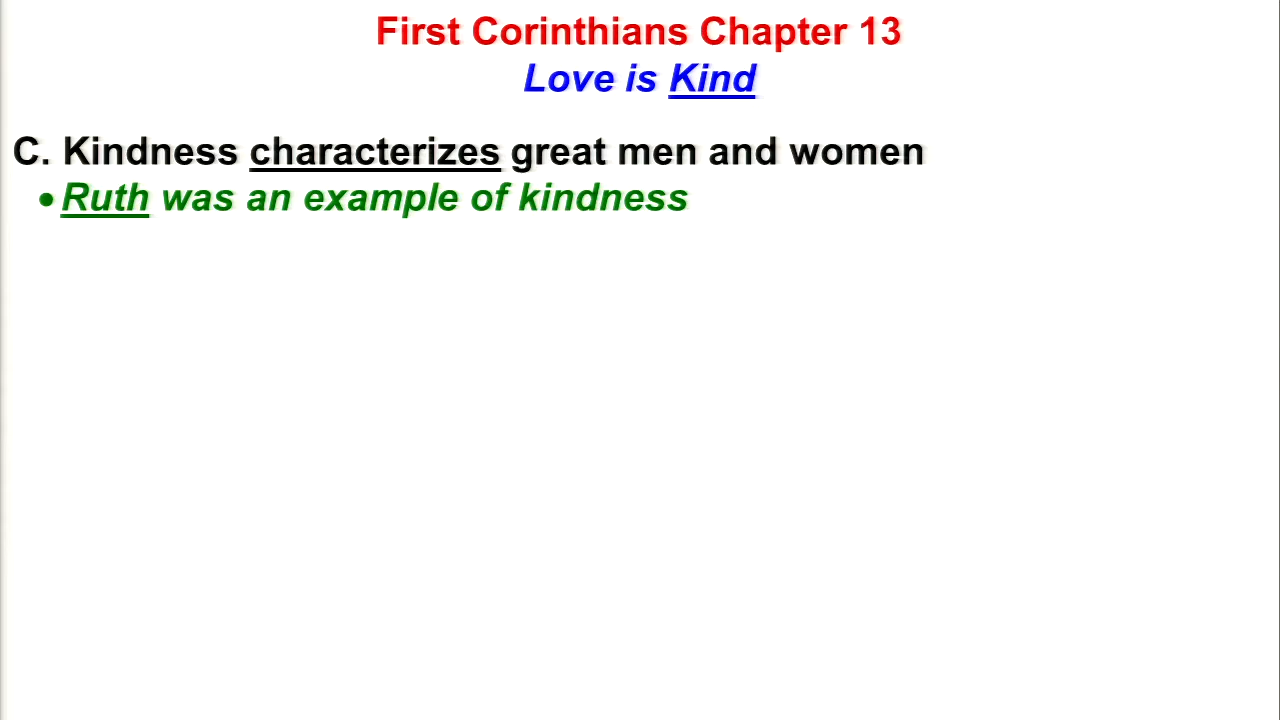 First Corinthians Chapter 13
Love is Kind
C. Kindness characterizes great men and women
• Ruth was an example of kindness